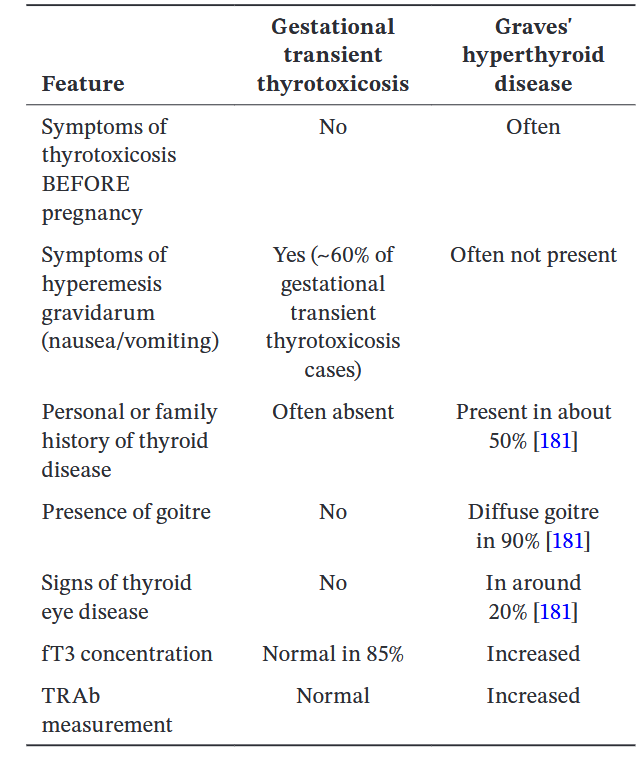 Feature Gestational transient thyrotoxicosis Graves' hyperthyroid disease
Symptoms of thyrotoxicosis BEFORE pregnancy No Often
Symptoms of hyperemesis gravidarum (nausea/vomiting) Yes (~60% of gestational transient thyrotoxicosis cases) Often not present
Personal or family history of thyroid disease Often absent Present in about 50% [181]
Presence of goitre No Diffuse goitre in 90% [181]
Signs of thyroid eye disease No In around 20% [181]
fT3 concentration Normal in 85% Increased
TRAb measurement Normal Increased